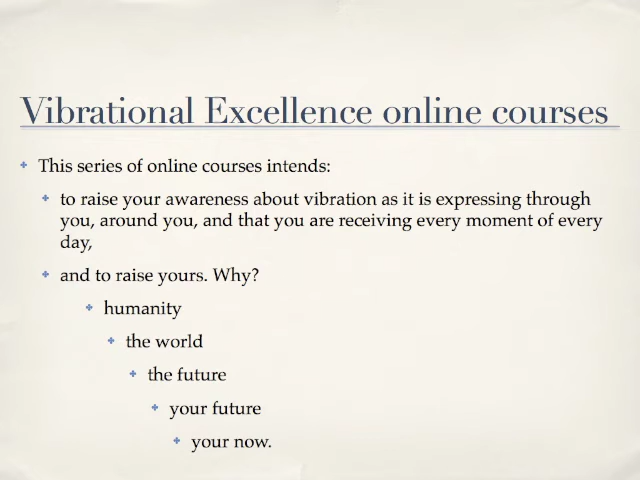 Vibrational Excellence online courses
This series of online courses intends:
to raise your awareness about vibration as it is expressing through
you, around you, and that you are receiving every moment of every
day,
and to raise yours. Why?
humanity
the world
the future
your future
your now.